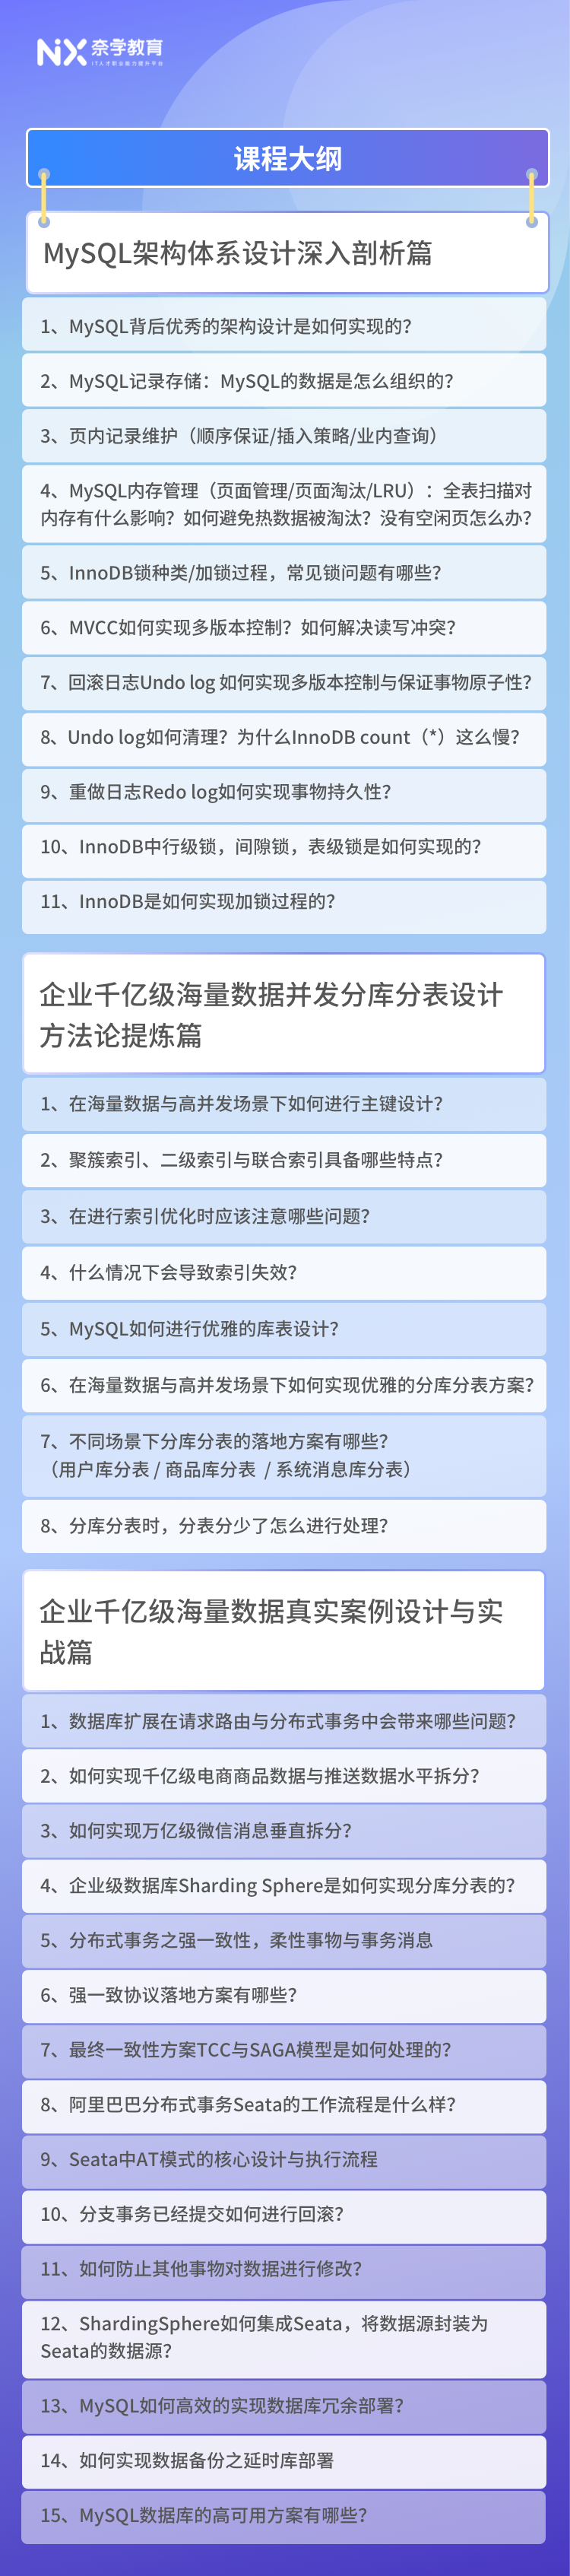 NiX 奈学教育
IT人才职业能力提升平台
课程大纲
MySQL架构体系设计深入剖析篇
1、MySQL背后优秀的架构设计是如何实现的？
2、MySQL记录存储：MySQL的数据是怎么组织的？
3、页内记录维护（顺序保证/插入策略/业内查询）
4、MySQL内存管理（页面管理/页面淘汰/LRU）：全表扫描对
内存有什么影响？如何避免热数据被淘汰？没有空闲页怎么办？
5、InnoDB锁种类/加锁过程，常见锁问题有哪些？
6、MVCC如何实现多版本控制？如何解决读写冲突？
7、回滚日志Undo log 如何实现多版本控制与保证事物原子性？
8、Undo log如何清理？为什么InnoDB count（*）这么慢？
9、重做日志Redo log如何实现事物持久性？
10、InnoDB中行级锁，间隙锁，表级锁是如何实现的？
11、InnoDB是如何实现加锁过程的？
企业千亿级海量数据并发分库分表设计
方法论提炼篇
1、在海量数据与高并发场景下如何进行主键设计？
2、聚簇索引、二级索引与联合索引具备哪些特点？
3、在进行索引优化时应该注意哪些问题？
4、什么情况下会导致索引失效？
5、MySQL如何进行优雅的库表设计？
6、在海量数据与高并发场景下如何实现优雅的分库分表方案？
7、不同场景下分库分表的落地方案有哪些？
（用户库分表 / 商品库分表 / 系统消息库分表）
8、分库分表时，分表分少了怎么进行处理？
企业千亿级海量数据真实案例设计与实
战篇
1、数据库扩展在请求路由与分布式事务中会带来哪些问题？
2、如何实现千亿级电商商品数据与推送数据水平拆分？
3、如何实现万亿级微信消息垂直拆分？
4、企业级数据库Sharding Sphere是如何实现分库分表的？
5、分布式事务之强一致性，柔性事物与事务消息
6、强一致协议落地方案有哪些？
7、最终一致性方案TCC与SAGA模型是如何处理的？
8、阿里巴巴分布式事务Seata的工作流程是什么样？
9、Seata中AT模式的核心设计与执行流程
10、分支事务已经提交如何进行回滚？
11、如何防止其他事物对数据进行修改？
12、ShardingSphere如何集成Seata，将数据源封装为
Seata的数据源？
13、MySQL如何高效的实现数据库冗余部署？
14、如何实现数据备份之延时库部署
15、MySQL数据库的高可用方案有哪些？